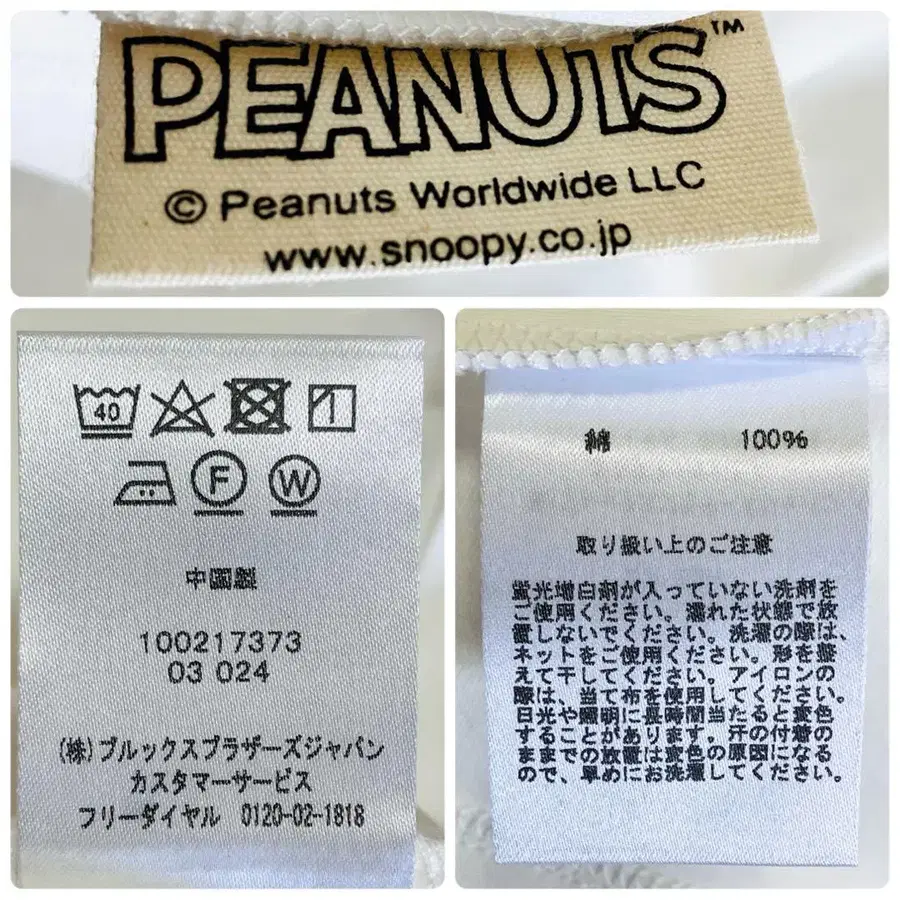 PEANUTS™
© Peanuts Worldwide LLC
www.snoopy.co.jp
40
F
W
中国製
100217373
03 024
(株)ブルックスブラザーズジャパン
カスタマーサービス
フリーダイヤル 0120-02-1818
綿 100%
取り扱い上のご注意
蛍光増白剤が入っていない洗剤を
ご使用ください。濡れた状態で放
置しないでください。洗濯の際は、
ネットをご使用ください。形を整
えて干してください。アイロンの
際は、当て布を使用してください。
日光や照明に長時間当たると変色
することがあります。汗の付着の
ままでの放置は変色の原因になる
ので、早めにお洗濯してください。